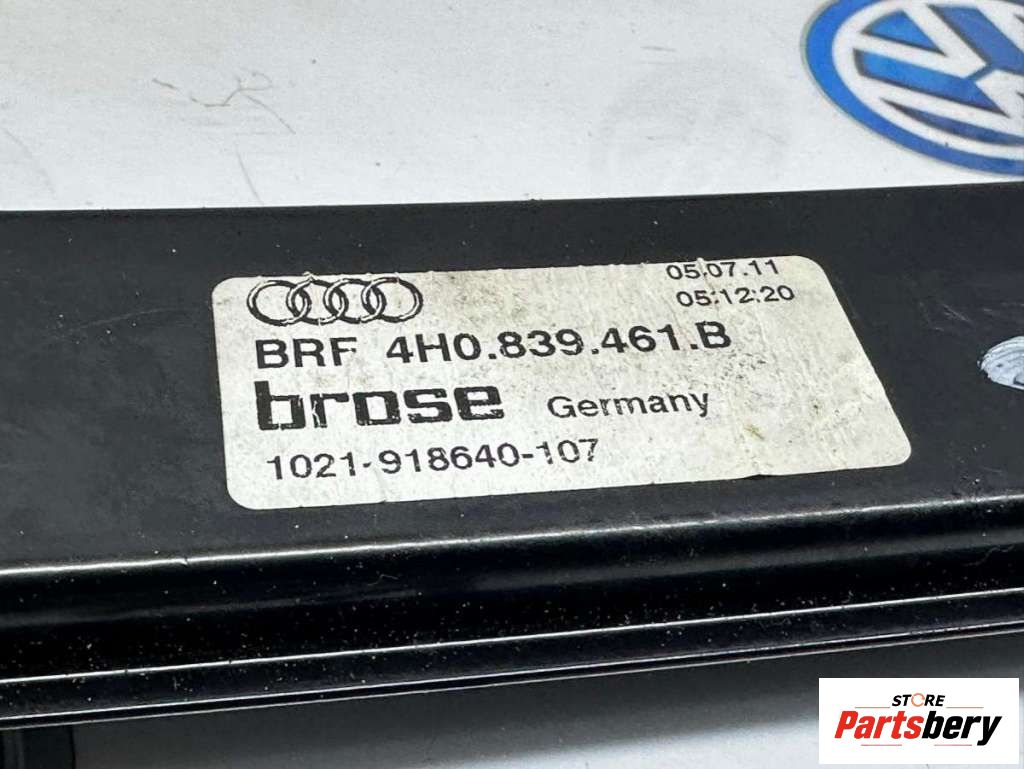 05.07.11
05:12:20
BRF 4H0.839.461.B
brose Germany
1021-918640-107
STORE
Partsbery